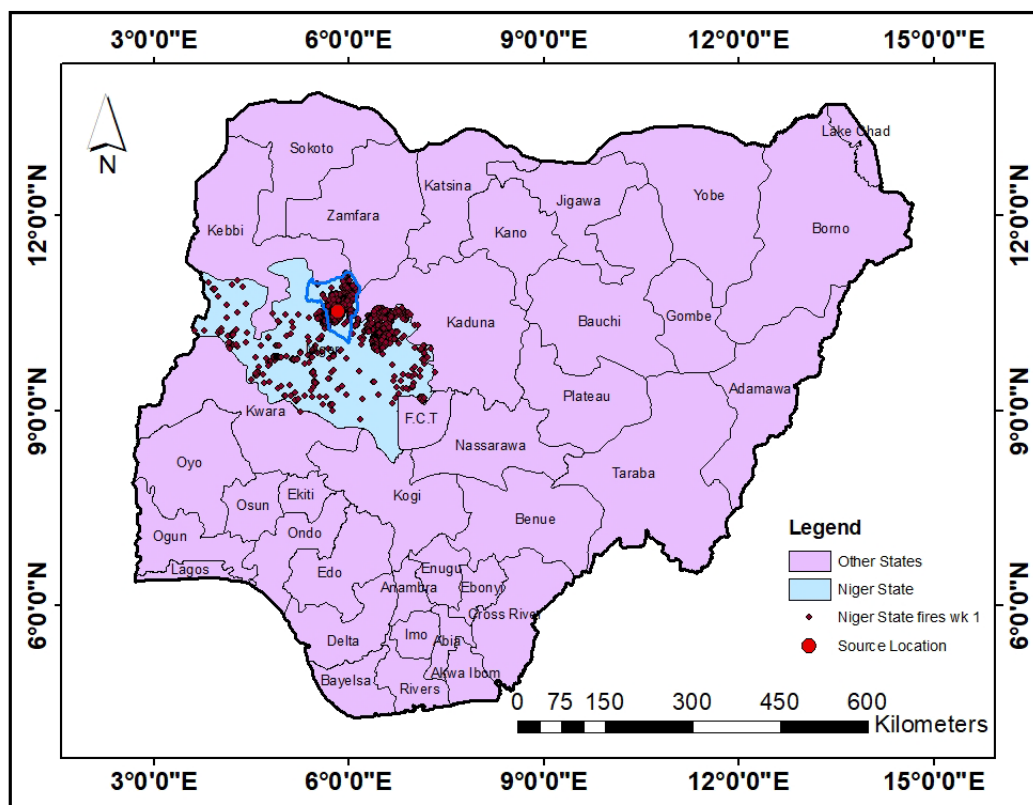 3°0'0"E 6°0'0"E 9°0'0"E 12°0'0"E 15°0'0"E
12°0'0"N
9°0'0"N
6°0'0"N
N
Lake Chad
Sokoto
Katsina
Yobe
Jigawa
Zamfara
Kano
Kebbi
Borno
Kaduna
Bauchi
Gombe
Adamawa
Plateau
Kwara
F.C.T
Nassarawa
Oyo
Taraba
Kogi
Ekiti
Osun
Benue
Ogun
Ondo
Lagos
Edo
Enugu
Anambra
Ebonyi
Cross River
Delta
Imo
Abia
Akwa Ibom
Bayelsa
Rivers
Legend
Other States
Niger State
Niger State fires wk 1
Source Location
0 75 150 300 450 600
Kilometers
12°0'0"N
9°0'0"N
6°0'0"N
3°0'0"E 6°0'0"E 9°0'0"E 12°0'0"E 15°0'0"E